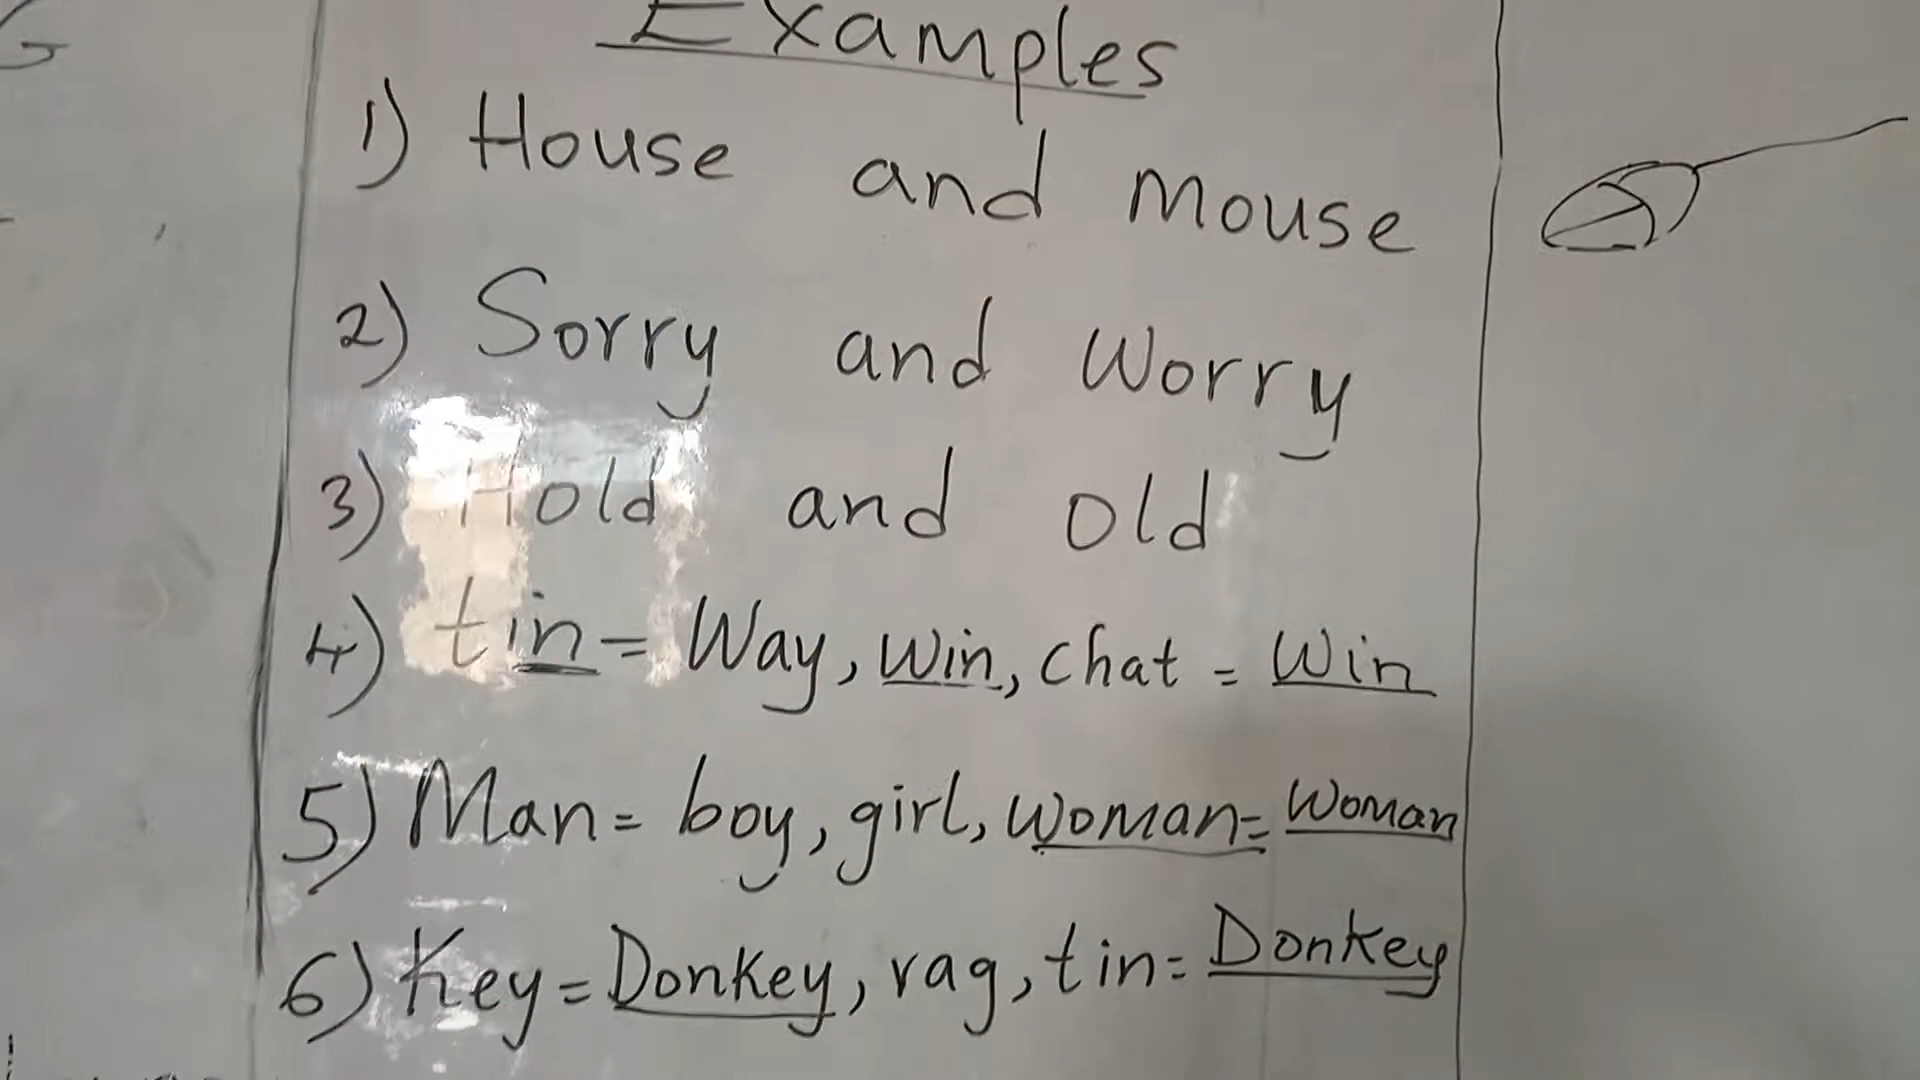 Examples
1) House and mouse
2) Sorry and Worry
3) Hold and old
4) tin = Way, Win, chat = Win
5) Man = boy, girl, woman = Woman
6) Key = Donkey, rag, tin = Donkey